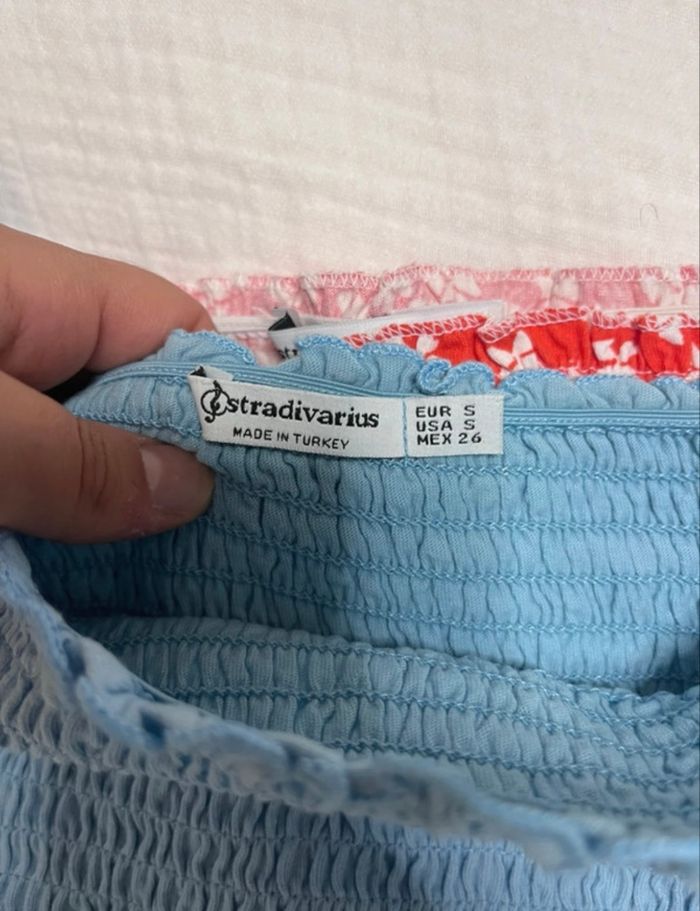 stradivarius
MADE IN TURKEY
EUR S
USA S
MEX 26